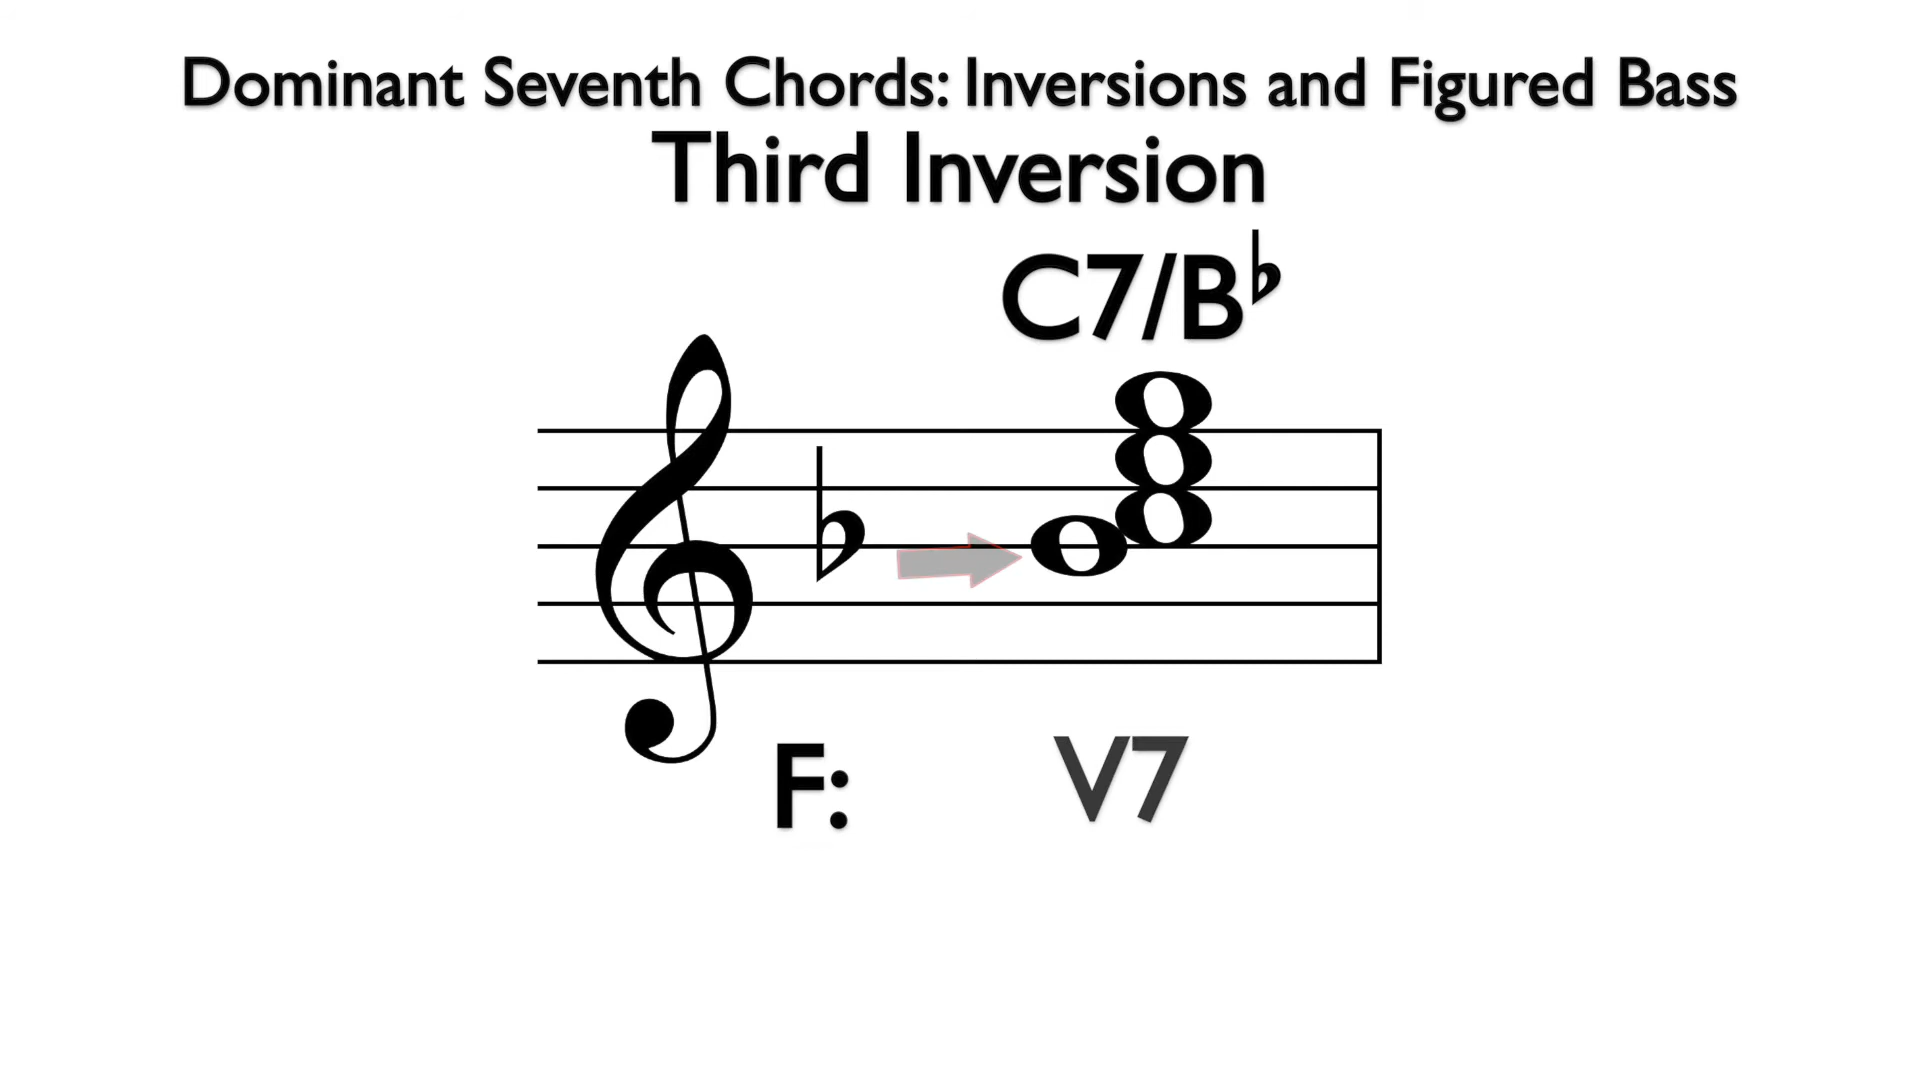 Dominant Seventh Chords: Inversions and Figured Bass
Third Inversion
C7/B♭
F: V7